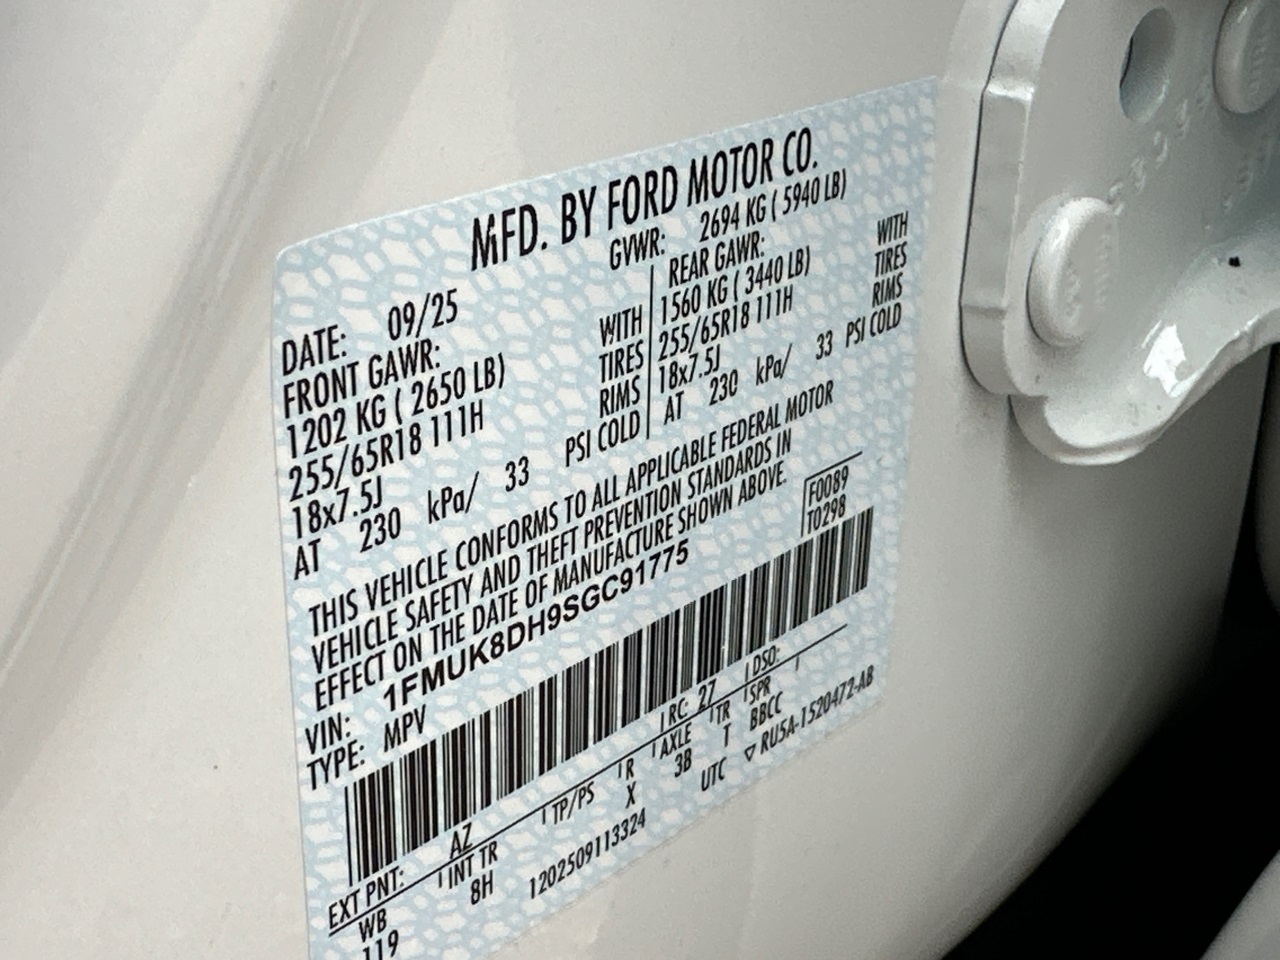 MFD. BY FORD MOTOR CO.
DATE: 09/25 GVWR: 2694 KG ( 5940 LB)
FRONT GAWR: REAR GAWR:
1202 KG ( 2650 LB) WITH 1560 KG ( 3440 LB) WITH
255/65R18 111H TIRES 255/65R18 111H TIRES
18x7.5J RIMS 18x7.5J RIMS
AT 230 kPa/ 33 PSI COLD AT 230 kPa/ 33 PSI COLD
THIS VEHICLE CONFORMS TO ALL APPLICABLE FEDERAL MOTOR
VEHICLE SAFETY AND THEFT PREVENTION STANDARDS IN
EFFECT ON THE DATE OF MANUFACTURE SHOWN ABOVE.
VIN: 1FMUK8DH9SGC91775 F0089
TYPE: MPV T0298
EXT PNT: AZ RC: 27 DSO:
WB INT TR TP/PS R AXLE TR SPR
119 8H X 3B T BBCC
1202509113324 UTC ▽ RU5A-1520472-AB